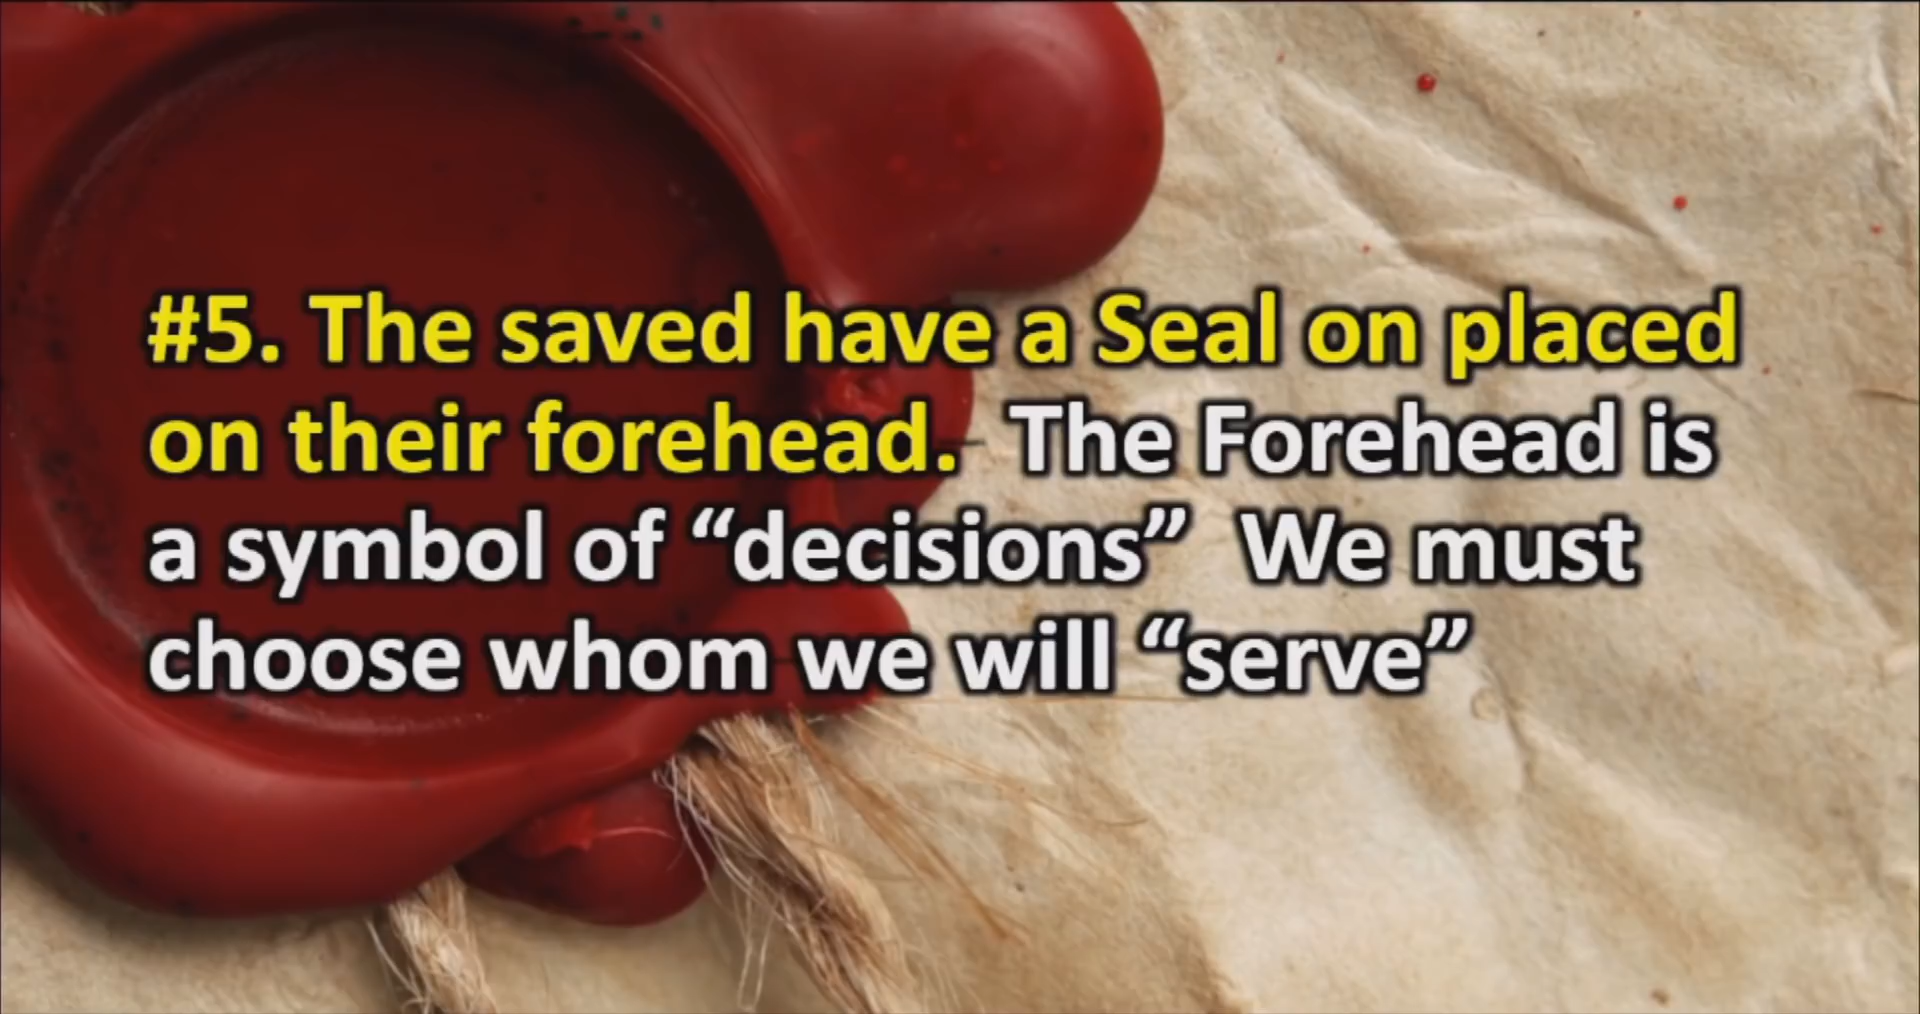 #5. The saved have a Seal on placed
on their forehead.  The Forehead is
a symbol of “decisions”  We must
choose whom we will “serve”